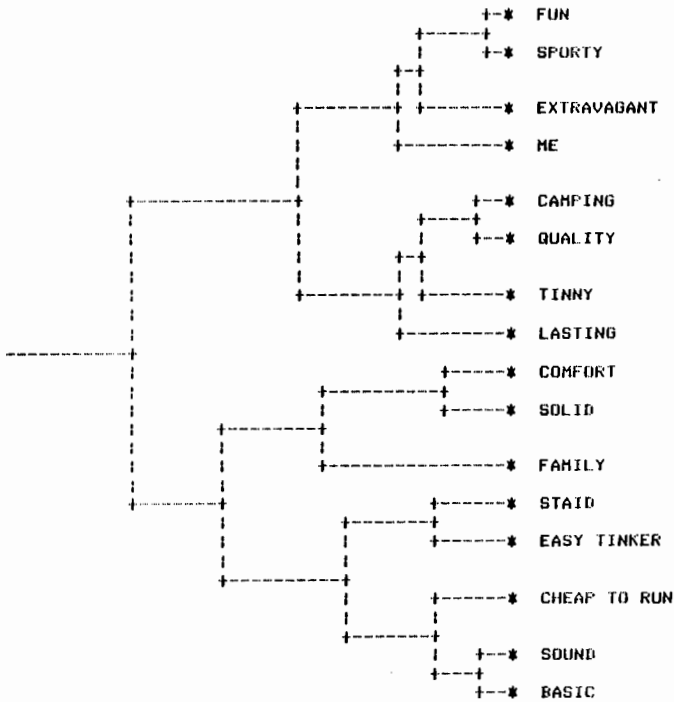 FUN
SPORTY
EXTRAVAGANT
ME
CAMPING
QUALITY
TINNY
LASTING
COMFORT
SOLID
FAMILY
STAID
EASY TINKER
CHEAP TO RUN
SOUND
BASIC